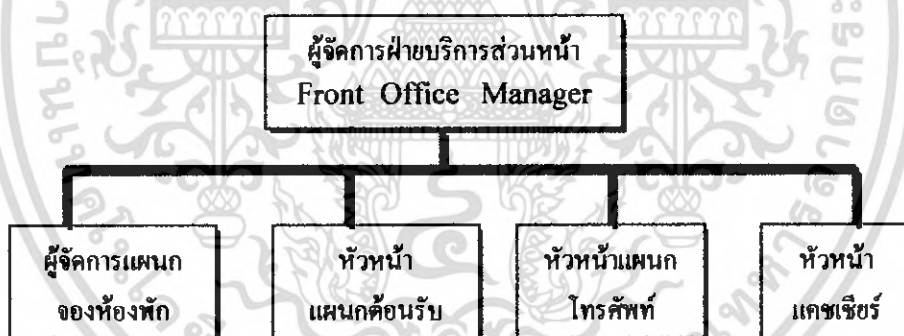 ผู้จัดการฝ่ายบริการส่วนหน้า
Front Office Manager
ผู้จัดการแผนก
จองห้องพัก
หัวหน้า
แผนกต้อนรับ
หัวหน้าแผนก
โทรศัพท์
หัวหน้า
แคชเชียร์